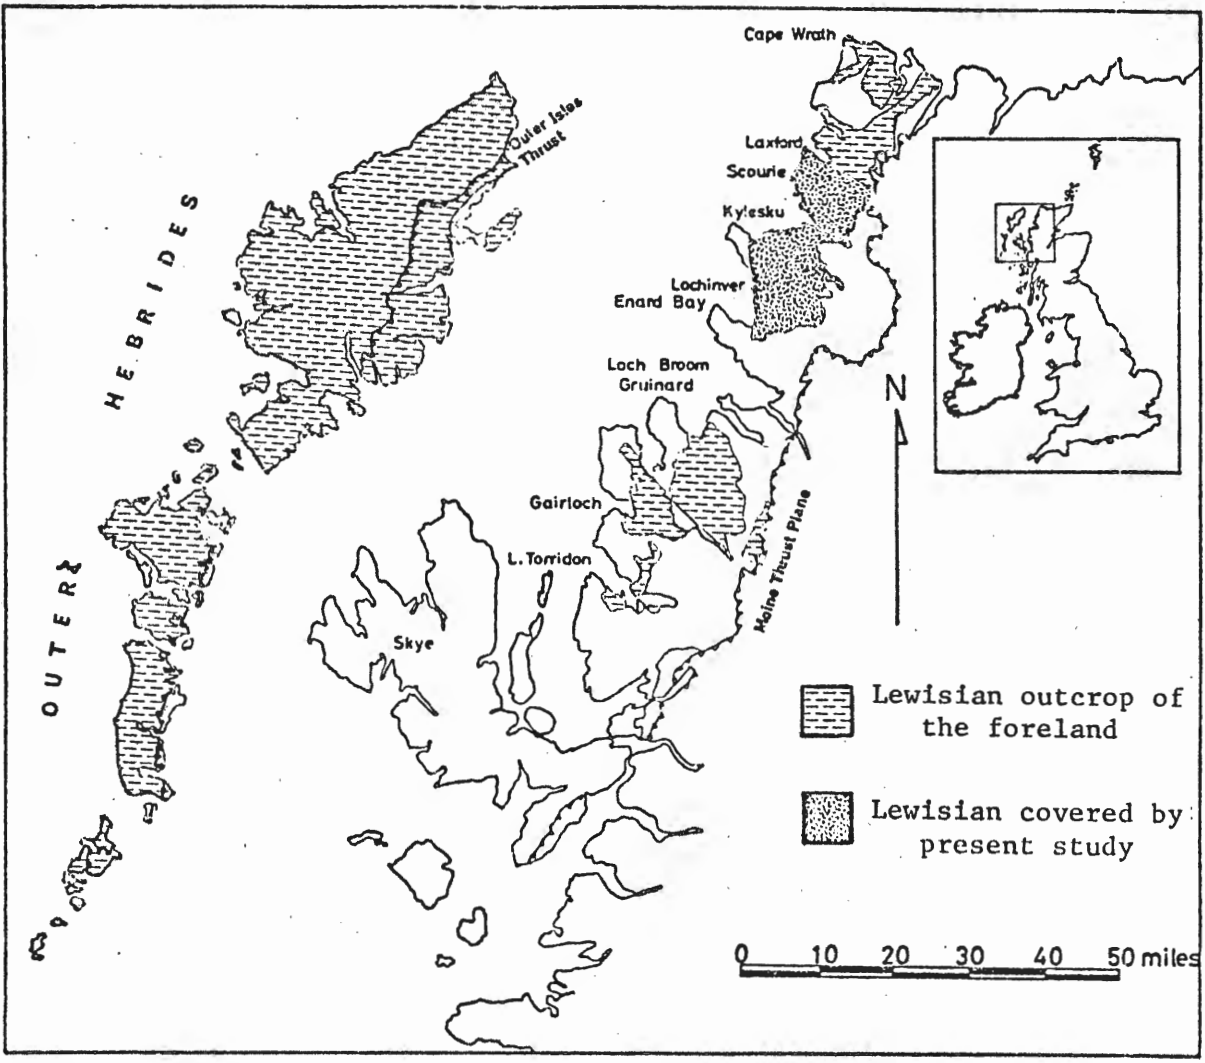 Cape Wrath
Outer Isles
Thrust
Laxford
Scourie
Kylesku
HEBRIDES
Lochinver
Enard Bay
Loch Broom
Gruinard
N
Gairloch
Moine Thrust Plane
L. Torridon
OUTER
Skye
Lewisian outcrop of
the foreland
Lewisian covered by
present study
0 10 20 30 40 50 miles